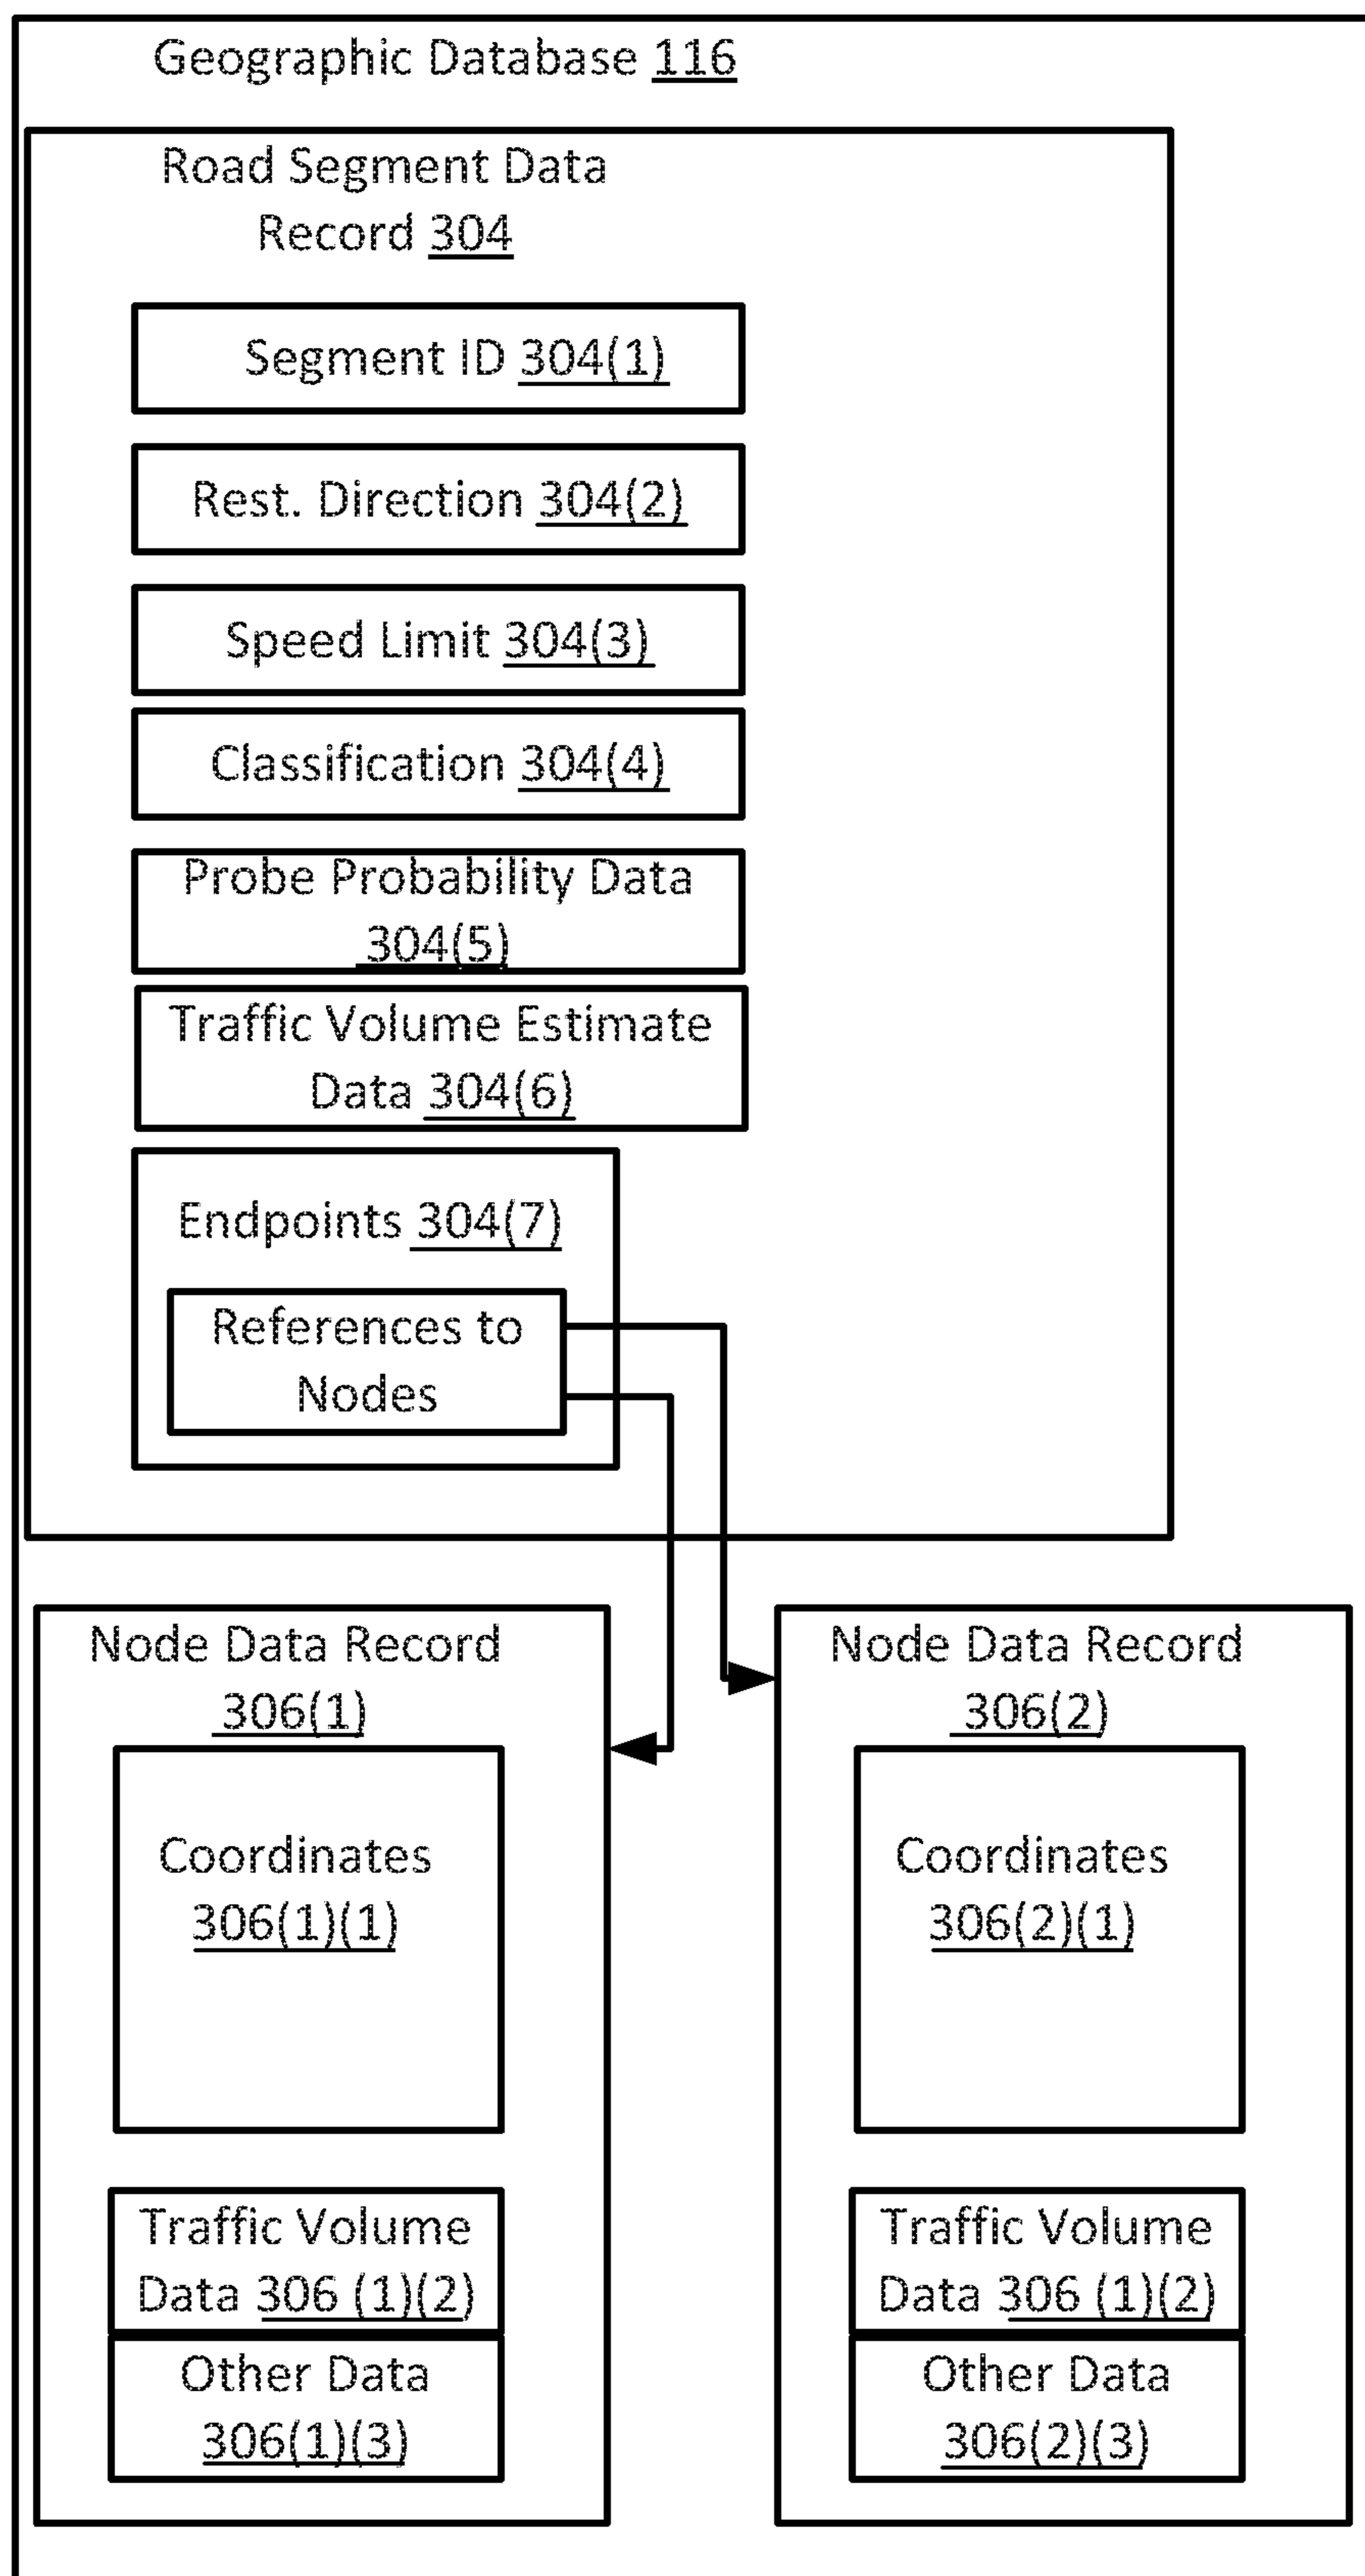 Geographic Database 116
Road Segment Data
Record 304
Segment ID 304(1)
Rest. Direction 304(2)
Speed Limit 304(3)
Classification 304(4)
Probe Probability Data
304(5)
Traffic Volume Estimate
Data 304(6)
Endpoints 304(7)
References to
Nodes
Node Data Record
306(1)
Coordinates
306(1)(1)
Traffic Volume
Data 306 (1)(2)
Other Data
306(1)(3)
Node Data Record
306(2)
Coordinates
306(2)(1)
Traffic Volume
Data 306 (1)(2)
Other Data
306(2)(3)